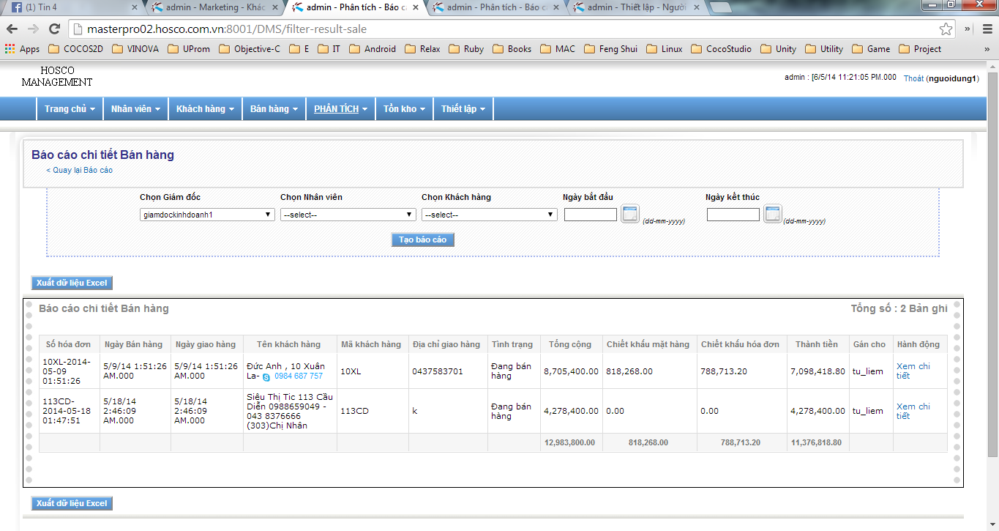 (1) Tin 4
admin - Marketing - Khác
admin - Phân tích - Báo c
admin - Phân tích - Báo c
admin - Thiết lập - Người
masterpro02.hosco.com.vn:8001/DMS/filter-result-sale
Apps COCOS2D VINOVA UProm Objective-C E IT Android Relax Ruby Books MAC Feng Shui Linux CocoStudio Unity Utility Game Project »
HOSCO
MANAGEMENT
admin : [6/5/14 11:21:05 PM.000 Thoát (nguoidung1)
Trang chủ Nhân viên Khách hàng Bán hàng PHÂN TÍCH Tồn kho Thiết lập
Báo cáo chi tiết Bán hàng
< Quay lại Báo cáo
Chọn Giám đốc Chọn Nhân viên Chọn Khách hàng Ngày bắt đầu Ngày kết thúc
giamdockinhdoanh1 --select-- --select-- (dd-mm-yyyy) (dd-mm-yyyy)
Tạo báo cáo
Xuất dữ liệu Excel
Báo cáo chi tiết Bán hàng Tổng số : 2 Bản ghi
Số hóa đơn Ngày Bán hàng Ngày giao hàng Tên khách hàng Mã khách hàng Địa chỉ giao hàng Tình trạng Tổng cộng Chiết khấu mặt hàng Chiết khấu hóa đơn Thành tiền Gán cho Hành động
10XL-2014-
05-09
01:51:26
5/9/14 1:51:26
AM.000
5/9/14 1:51:26
AM.000
Đức Anh , 10 Xuân
La- 0984 687 757
10XL
0437583701
Đang bán
hàng
8,705,400.00
818,268.00
788,713.20
7,098,418.80
tu_liem
Xem chi
tiết
113CD-
2014-05-18
01:47:51
5/18/14
2:46:09
AM.000
5/18/14
2:46:09
AM.000
Siêu Thị Tic 113 Cầu
Diễn 0988659049 -
043 8376666
(303)Chị Nhân
113CD
k
Đang bán
hàng
4,278,400.00
0.00
0.00
4,278,400.00
tu_liem
Xem chi
tiết
12,983,800.00 818,268.00 788,713.20 11,376,818.80
Xuất dữ liệu Excel